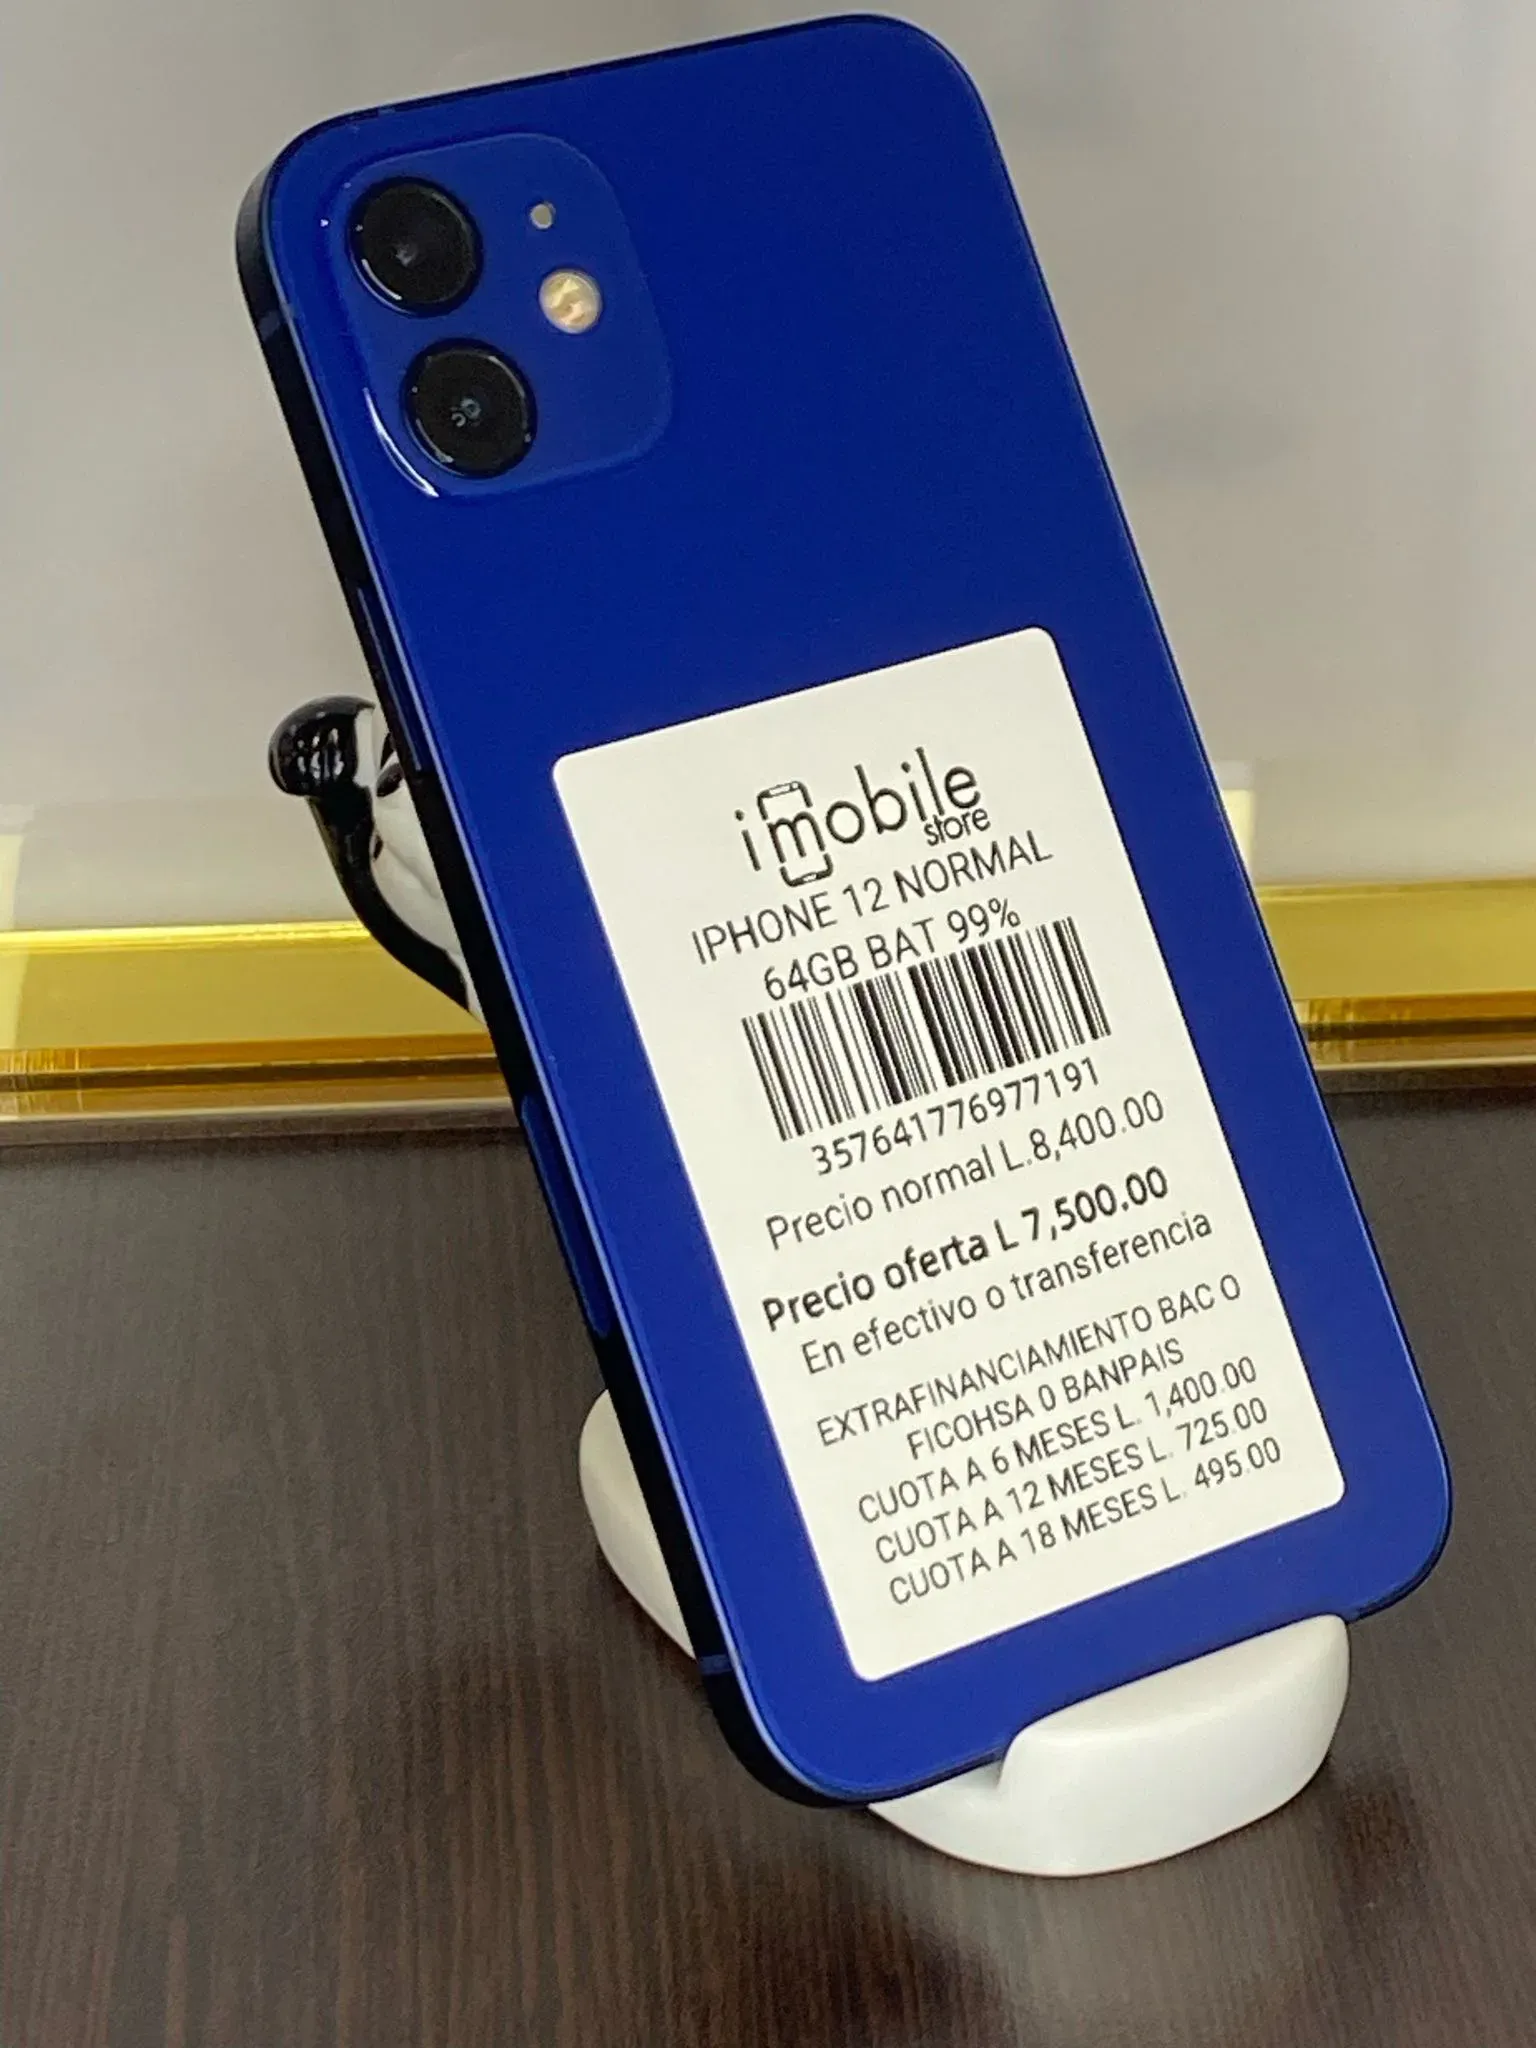 imobile
store
IPHONE 12 NORMAL
64GB BAT 99%
357641776977191
Precio normal L.8,400.00
Precio oferta L 7,500.00
En efectivo o transferencia
EXTRAFINANCIAMIENTO BAC O
FICOHSA O BANPAIS
CUOTA A 6 MESES L. 1,400.00
CUOTA A 12 MESES L. 725.00
CUOTA A 18 MESES L. 495.00